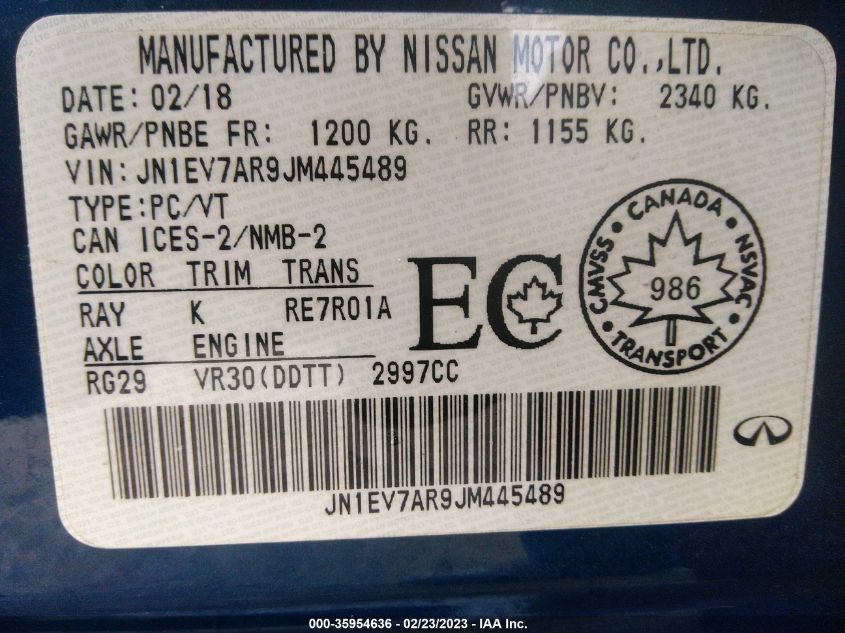 MANUFACTURED BY NISSAN MOTOR CO.,LTD.
DATE: 02/18 GVWR/PNBV: 2340 KG.
GAWR/PNBE FR: 1200 KG. RR: 1155 KG.
VIN: JN1EV7AR9JM445489
TYPE:PC/VT
CAN ICES-2/NMB-2
COLOR TRIM TRANS
RAY K RE7R01A
AXLE ENGINE
RG29 VR30(DDTT) 2997CC
EC
CANADA
CMVSS NSVAC
986
TRANSPORT
JN1EV7AR9JM445489
000-35954636 - 02/23/2023 - IAA Inc.